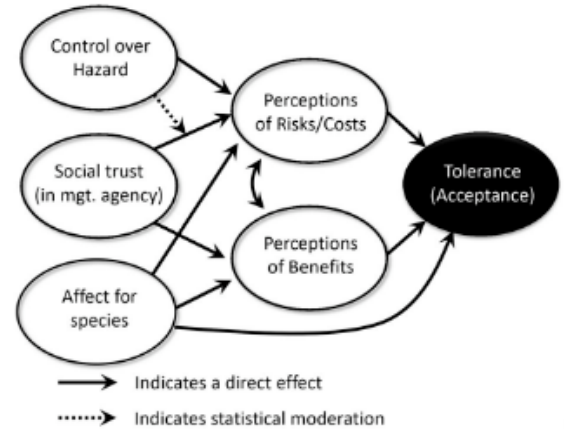 Control over
Hazard
Perceptions
of Risks/Costs
Social trust
(in mgt. agency)
Tolerance
(Acceptance)
Perceptions
of Benefits
Affect for
species
Indicates a direct effect
Indicates statistical moderation